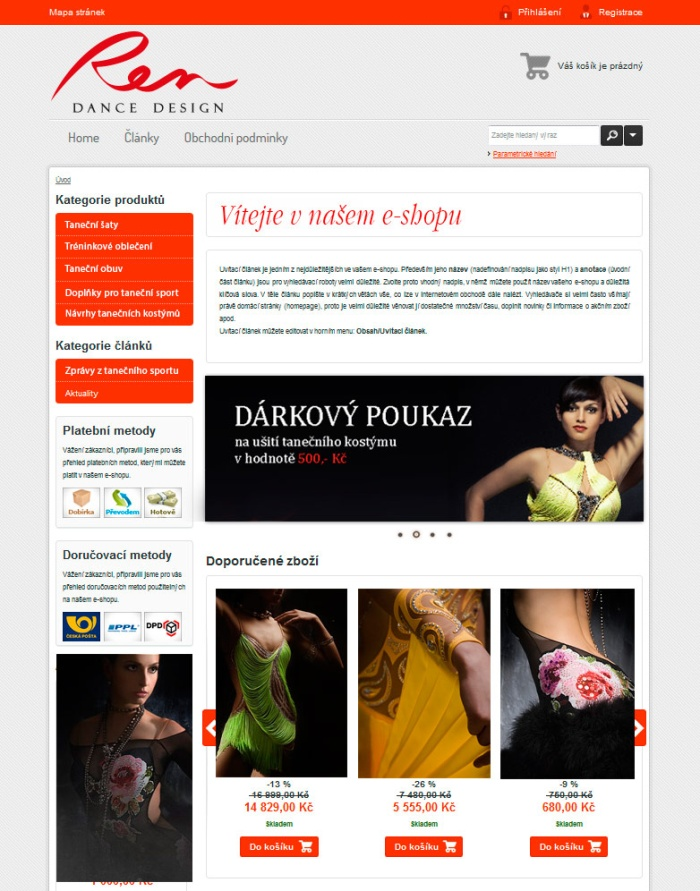 Mapa stránek
Přihlášení
Registrace
Ren
DANCE DESIGN
Váš košík je prázdný
Home
Články
Obchodni podminky
Zadejte hledaný výraz
Parametrické hledání
Úvod
Kategorie produktů
Taneční šaty
Tréninkové oblečení
Taneční obuv
Doplňky pro taneční sport
Návrhy tanečních kostýmů
Kategorie článků
Zprávy z tanečního sportu
Aktuality
Platební metody
Vážení zákazníci, připravili jsme pro vás
přehled platebních metod, který mi můžete
platit v našem e-shopu.
Dobírka
Převodem
Hotově
Doručovací metody
Vážení zákazníci, připravili jsme pro vás
přehled doručovacích metod použitelných
na našem e-shopu.
ČESKÁ POŠTA
PPL
DPD
Vítejte v našem e-shopu
Uvítací článek je jedním z nejdůležitějších ve vašem e-shopu. Především jeho název (nadefinování nadpisu jako styl H1) a anotace (úvodní
část článku) jsou pro vyhledávací roboty velmi důležité. Zvolte proto vhodný nadpis, v němž můžete použít název vašeho e-shopu a důležitá
klíčová slova. V těle článku popište v krátkých větách vše, co lze v internetovém obchodě dále nalézt. Vyhledávače si velmi často všímají
právě domácí stránky (homepage), proto je velmi důležité věnovat jí dostatečné množství času, doplnit novinky či informace o akčním zboží
apod.
Uvítací článek můžete editovat v horním menu: Obsah/Uvítací článek.
DÁRKOVÝ POUKAZ
na ušití tanečního kostýmu
v hodnotě 500,- Kč
Doporučené zboží
-13 %
16 999,00 Kč
14 829,00 Kč
Skladem
Do košíku
-26 %
7 480,00 Kč
5 555,00 Kč
Skladem
Do košíku
-9 %
750,00 Kč
680,00 Kč
Skladem
Do košíku